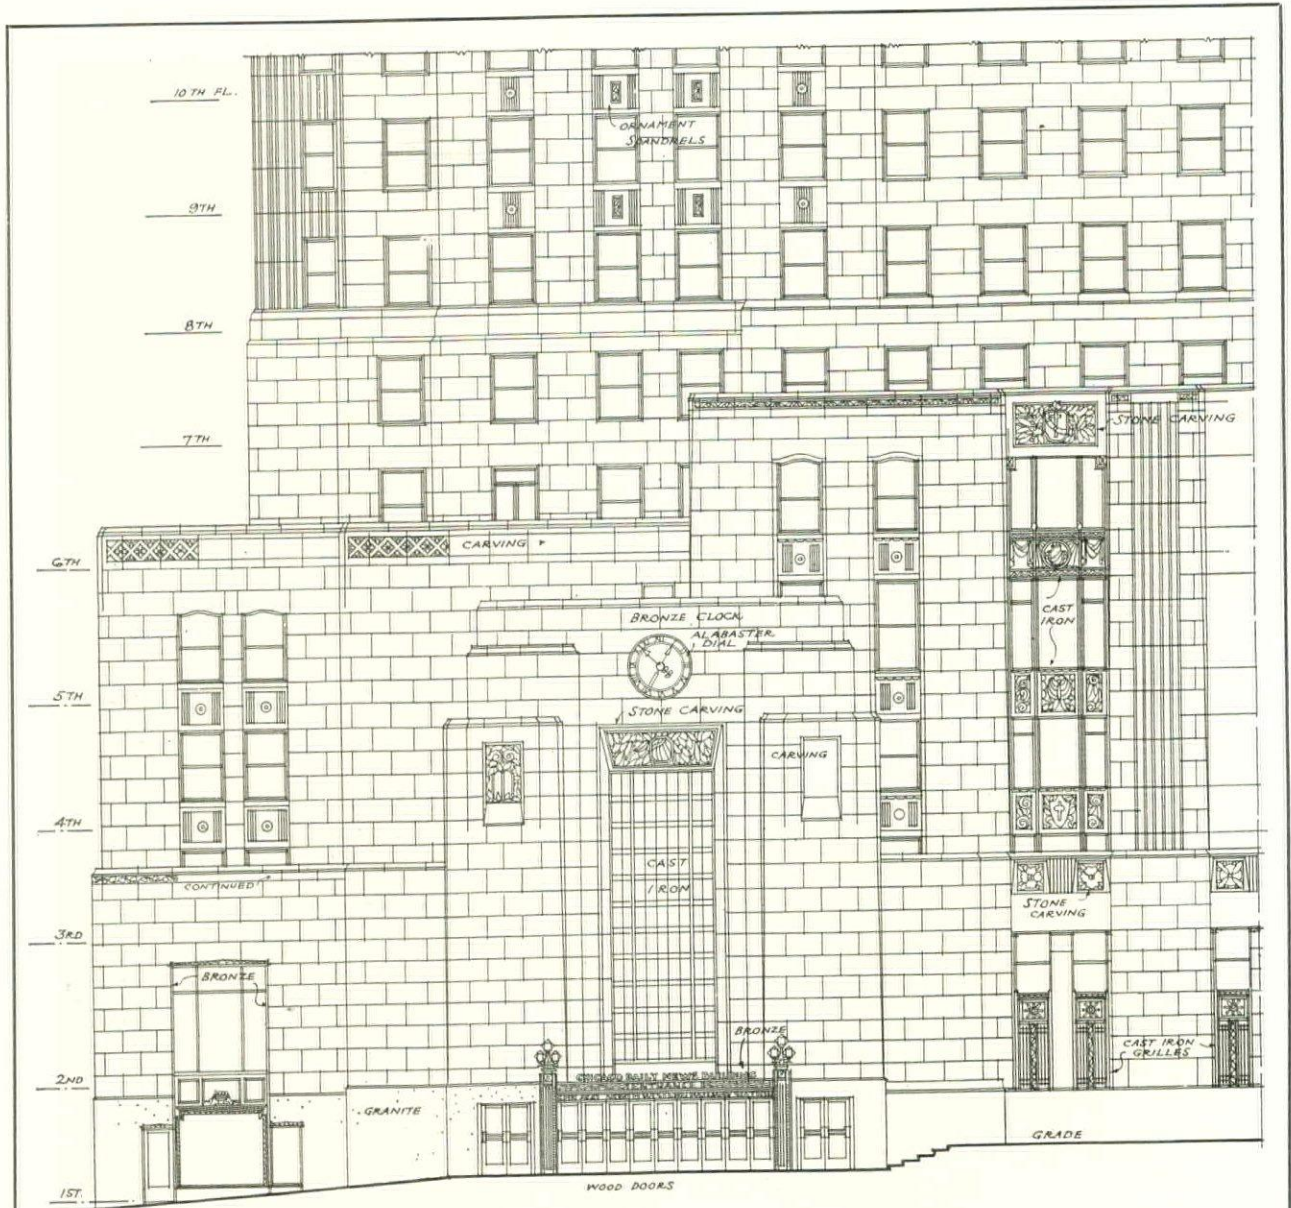 10 TH FL.
ORNAMENT
SPANDRELS
9TH
8TH
7TH
STONE CARVING
CARVING
6TH
CAST
IRON
BRONZE CLOCK
ALABASTER
DIAL
5TH
STONE CARVING
CARVING
4TH
CAST
IRON
CONTINUED
STONE
CARVING
3RD
BRONZE
BRONZE
CAST IRON
GRILLES
2ND
CHICAGO DAILY NEWS BUILDING
GRANITE
GRADE
1ST.
WOOD DOORS